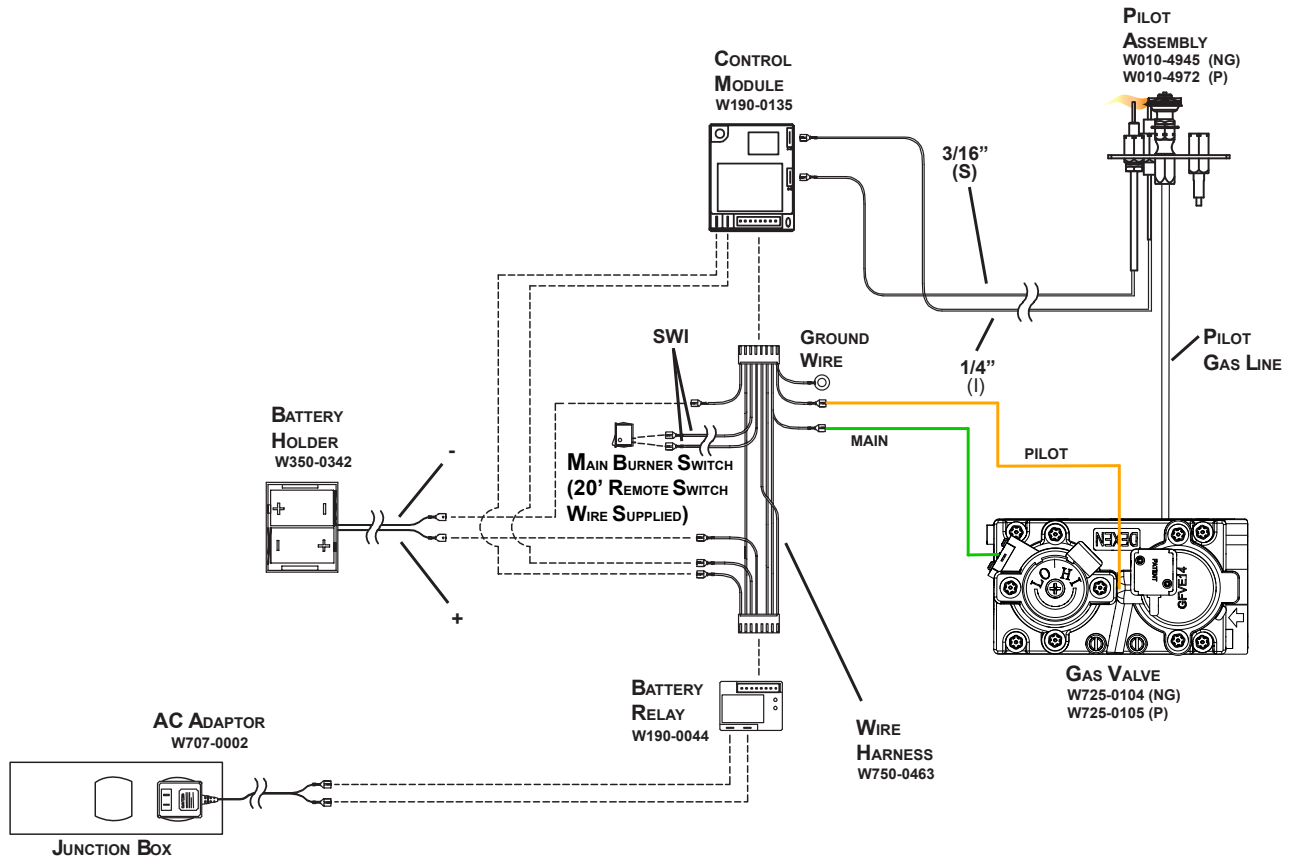 PILOT
ASSEMBLY
W010-4945 (NG)
W010-4972 (P)
CONTROL
MODULE
W190-0135
3/16”
(S)
SWI
GROUND
WIRE
1/4”
(I)
PILOT
GAS LINE
BATTERY
HOLDER
W350-0342
-
+ -
- +
+
MAIN BURNER SWITCH
(20' REMOTE SWITCH
WIRE SUPPLIED)
MAIN
PILOT
DEXEN
LO HI
PATENT
GFVE14
GAS VALVE
W725-0104 (NG)
W725-0105 (P)
BATTERY
RELAY
W190-0044
WIRE
HARNESS
W750-0463
AC ADAPTOR
W707-0002
JUNCTION BOX